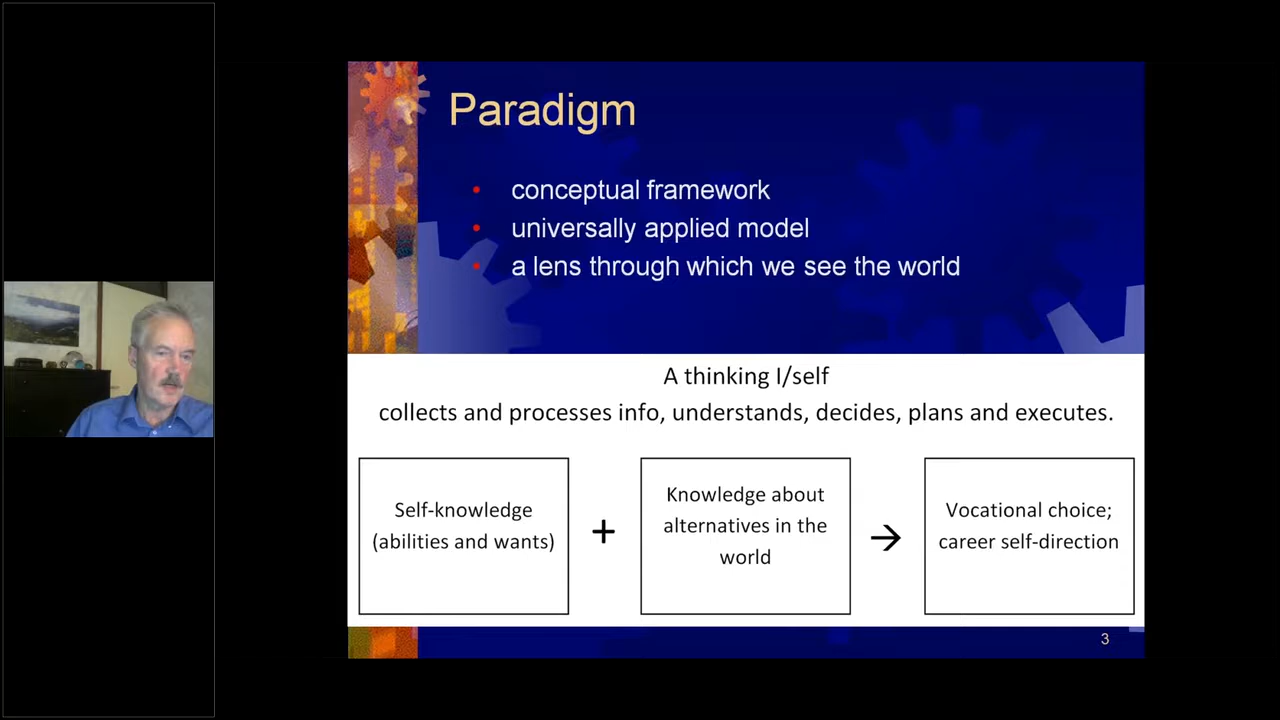 Paradigm
• conceptual framework
• universally applied model
• a lens through which we see the world
A thinking I/self
collects and processes info, understands, decides, plans and executes.
Self-knowledge
(abilities and wants)
+
Knowledge about
alternatives in the
world
→
Vocational choice;
career self-direction
3